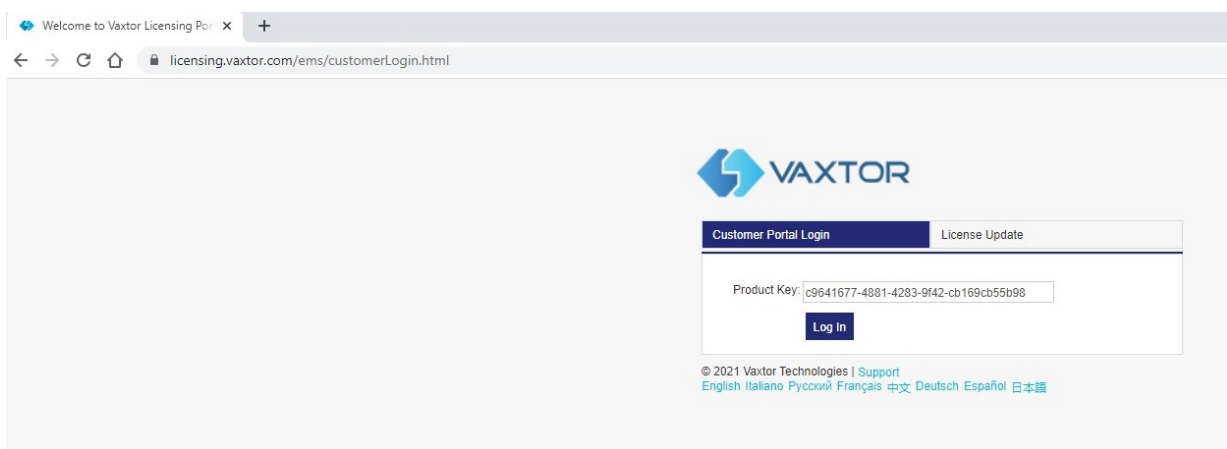 Welcome to Vaxtor Licensing Por
licensing.vaxtor.com/ems/customerLogin.html
VAXTOR
Customer Portal Login License Update
Product Key: c9641677-4881-4283-9f42-cb169cb55b98
Log In
© 2021 Vaxtor Technologies | Support
English Italiano Русский Français 中文 Deutsch Español 日本語